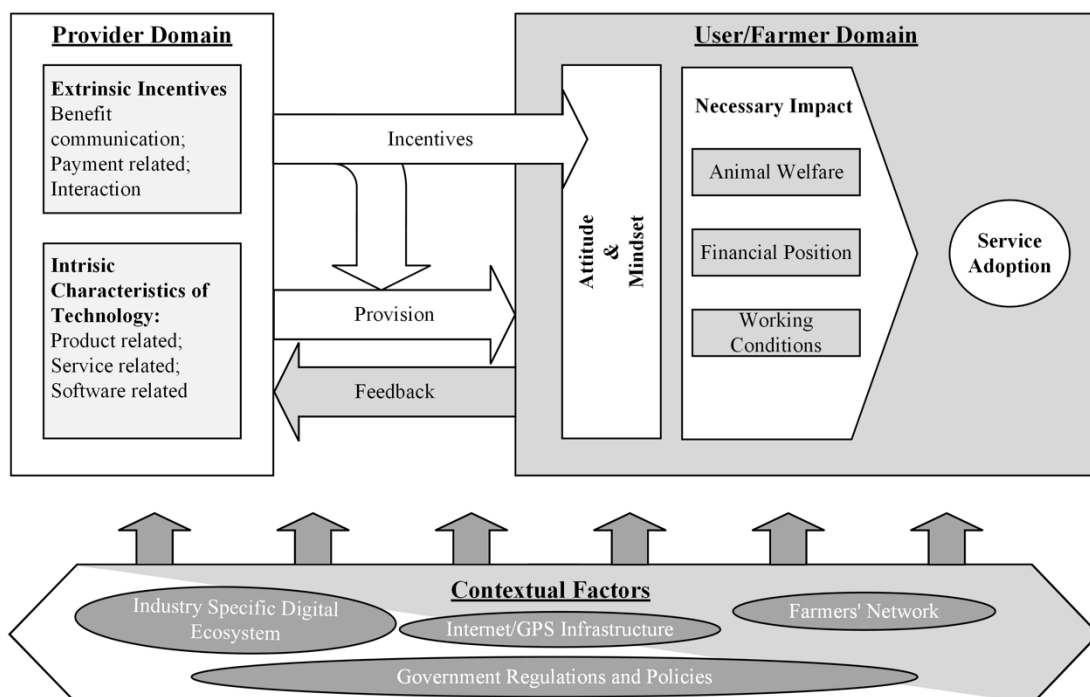 Provider Domain
Extrinsic Incentives
Benefit
communication;
Payment related;
Interaction
Intrisic
Characteristics of
Technology:
Product related;
Service related;
Software related
Incentives
Provision
Feedback
User/Farmer Domain
Attitude
&
Mindset
Necessary Impact
Animal Welfare
Financial Position
Working
Conditions
Service
Adoption
Contextual Factors
Industry Specific Digital
Ecosystem
Internet/GPS Infrastructure
Farmers' Network
Government Regulations and Policies